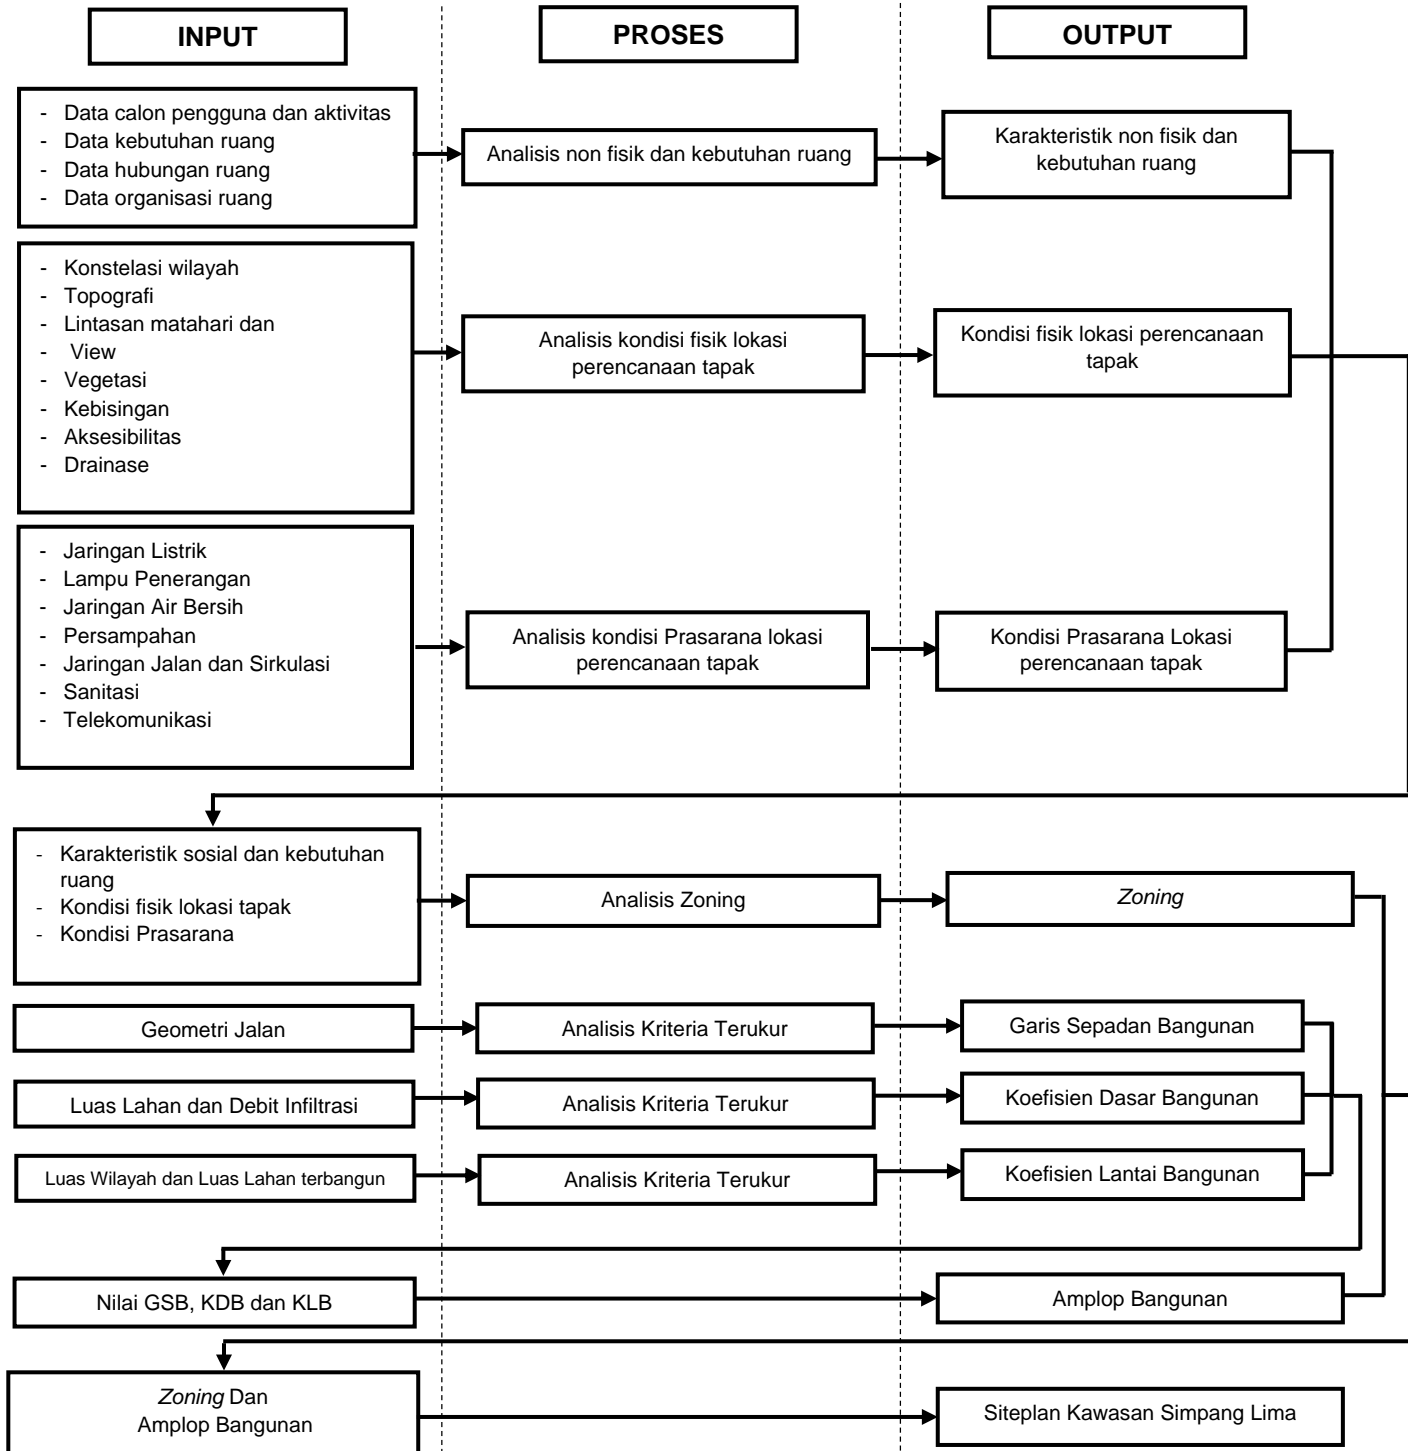 INPUT
PROSES
OUTPUT
- Data calon pengguna dan aktivitas
- Data kebutuhan ruang
- Data hubungan ruang
- Data organisasi ruang
Analisis non fisik dan kebutuhan ruang
Karakteristik non fisik dan
kebutuhan ruang
- Konstelasi wilayah
- Topografi
- Lintasan matahari dan
- View
- Vegetasi
- Kebisingan
- Aksesibilitas
- Drainase
Analisis kondisi fisik lokasi
perencanaan tapak
Kondisi fisik lokasi perencanaan
tapak
- Jaringan Listrik
- Lampu Penerangan
- Jaringan Air Bersih
- Persampahan
- Jaringan Jalan dan Sirkulasi
- Sanitasi
- Telekomunikasi
Analisis kondisi Prasarana lokasi
perencanaan tapak
Kondisi Prasarana Lokasi
perencanaan tapak
- Karakteristik sosial dan kebutuhan
ruang
- Kondisi fisik lokasi tapak
- Kondisi Prasarana
Analisis Zoning
Zoning
Geometri Jalan
Analisis Kriteria Terukur
Garis Sepadan Bangunan
Luas Lahan dan Debit Infiltrasi
Analisis Kriteria Terukur
Koefisien Dasar Bangunan
Luas Wilayah dan Luas Lahan terbangun
Analisis Kriteria Terukur
Koefisien Lantai Bangunan
Nilai GSB, KDB dan KLB
Amplop Bangunan
Zoning Dan
Amplop Bangunan
Siteplan Kawasan Simpang Lima